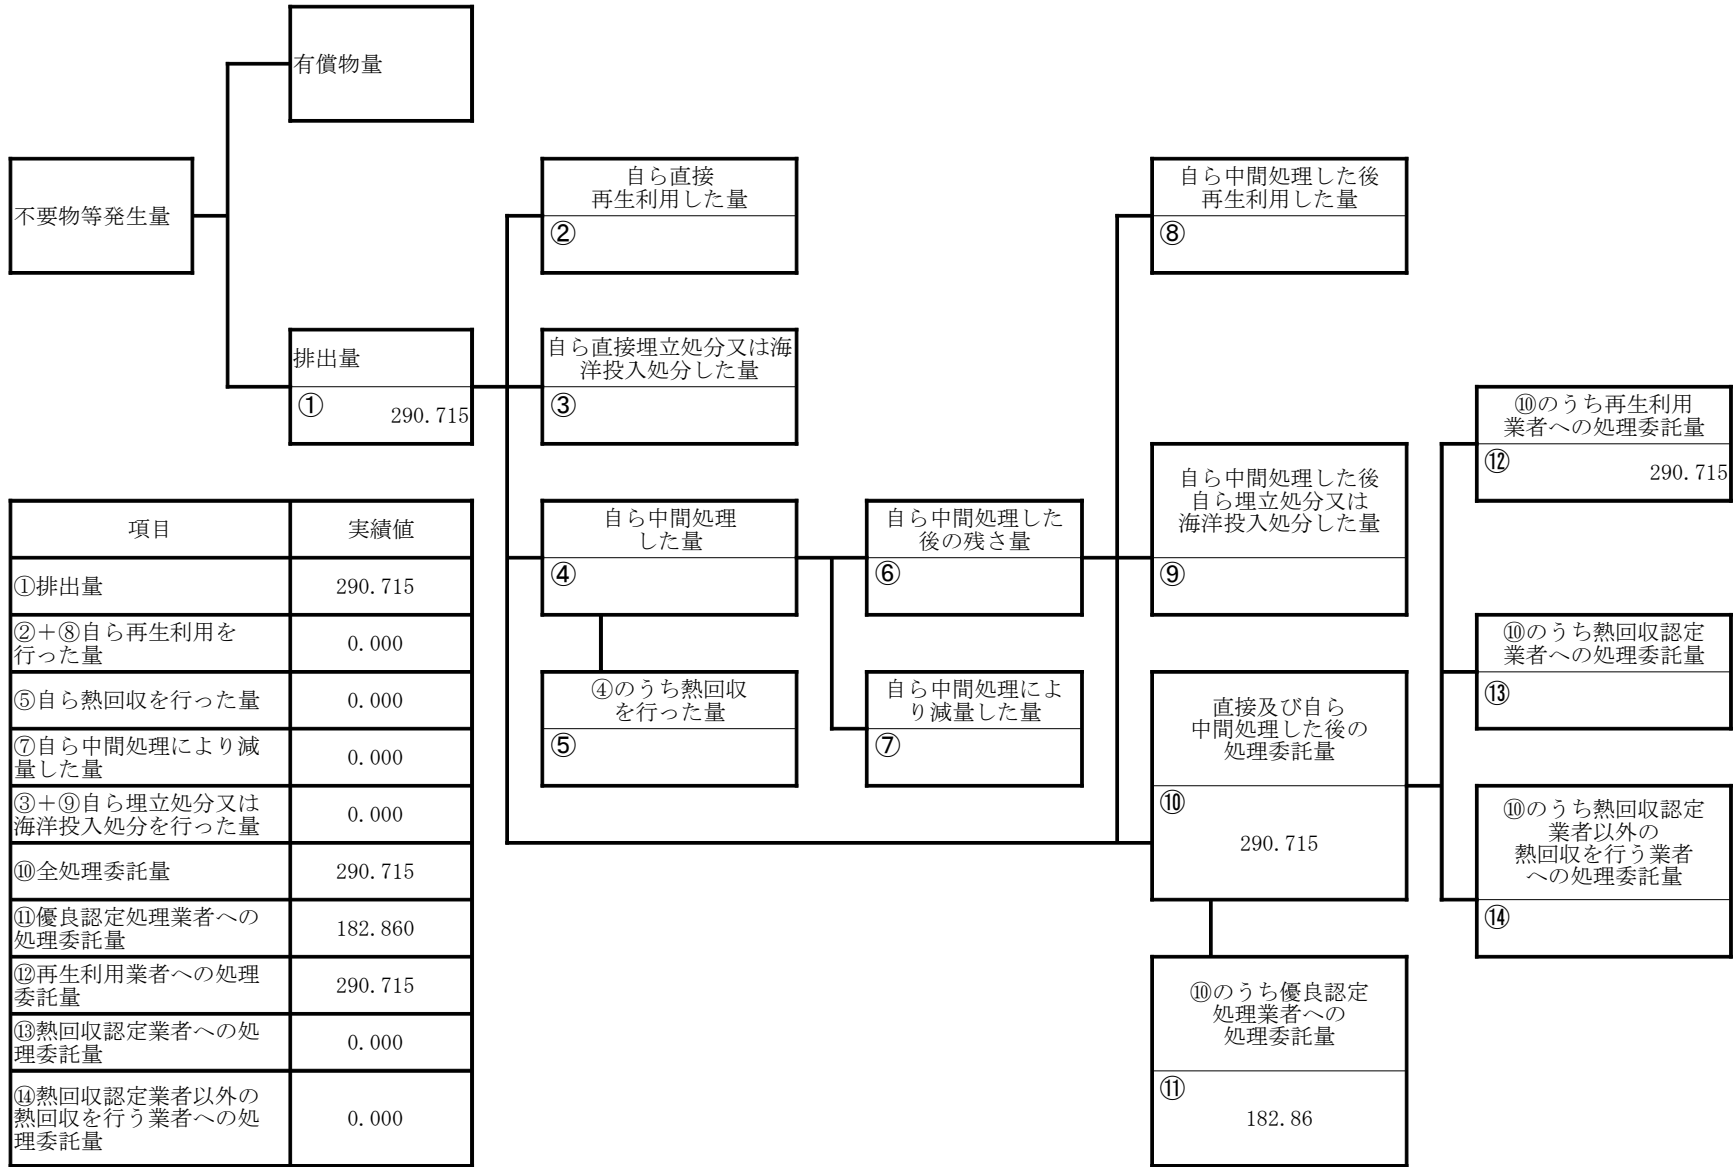 有償物量
不要物等発生量
自ら直接
再生利用した量
②
自ら中間処理した後
再生利用した量
⑧
排出量
①
290.715
自ら直接埋立処分又は海
洋投入処分した量
③
⑩のうち再生利用
業者への処理委託量
⑫
290.715
自ら中間処理した後
自ら埋立処分又は
海洋投入処分した量
⑨
自ら中間処理
した量
④
自ら中間処理した
後の残さ量
⑥
⑩のうち熱回収認定
業者への処理委託量
⑬
④のうち熱回収
を行った量
⑤
自ら中間処理によ
り減量した量
⑦
直接及び自ら
中間処理した後の
処理委託量
⑩
290.715
⑩のうち熱回収認定
業者以外の
熱回収を行う業者
への処理委託量
⑭
⑩のうち優良認定
処理業者への
処理委託量
⑪
182.86
項目 実績値
①排出量 290.715
②+⑧自ら再生利用を
行った量 0.000
⑤自ら熱回収を行った量 0.000
⑦自ら中間処理により減
量した量 0.000
③+⑨自ら埋立処分又は
海洋投入処分を行った量 0.000
⑩全処理委託量 290.715
⑪優良認定処理業者への
処理委託量 182.860
⑫再生利用業者への処理
委託量 290.715
⑬熱回収認定業者への処
理委託量 0.000
⑭熱回収認定業者以外の
熱回収を行う業者への処
理委託量 0.000